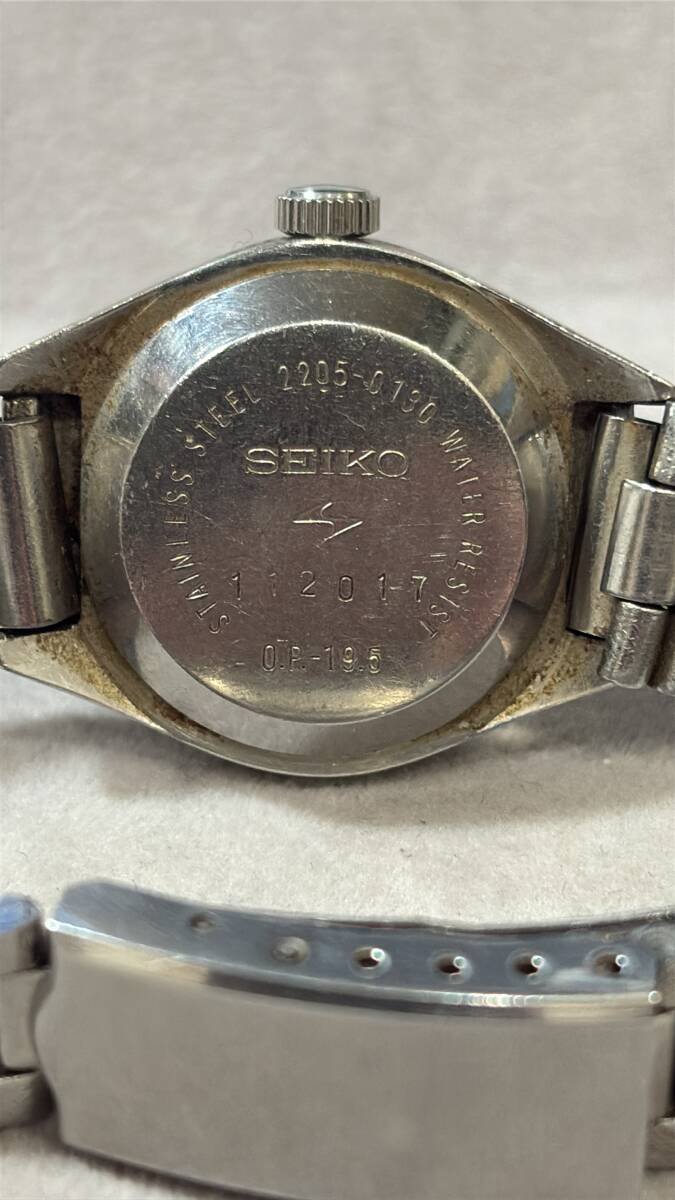 STAINLESS STEEL 2205-0130 WATER RESIST
SEIKO
112017
O.P.-19.5